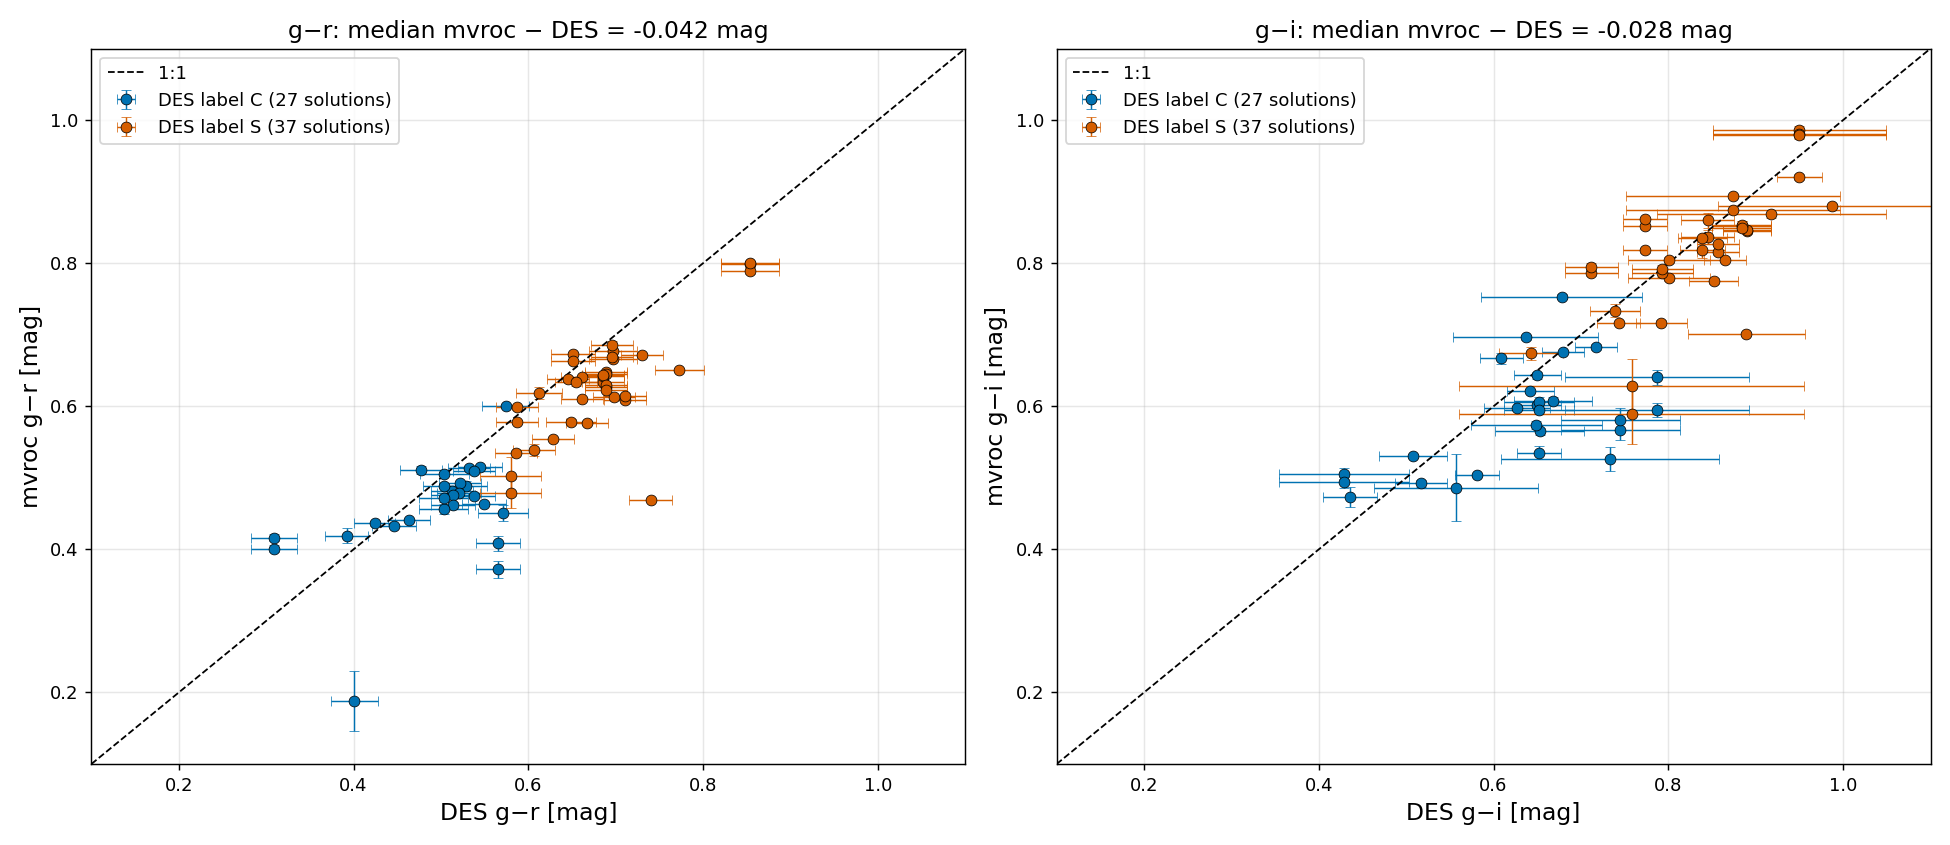 g−r: median mvroc − DES = -0.042 mag
1:1
DES label C (27 solutions)
DES label S (37 solutions)
1.0
0.8
0.6
0.4
0.2
mvroc g−r [mag]
0.2 0.4 0.6 0.8 1.0
DES g−r [mag]
g−i: median mvroc − DES = -0.028 mag
1:1
DES label C (27 solutions)
DES label S (37 solutions)
1.0
0.8
0.6
0.4
0.2
mvroc g−i [mag]
0.2 0.4 0.6 0.8 1.0
DES g−i [mag]